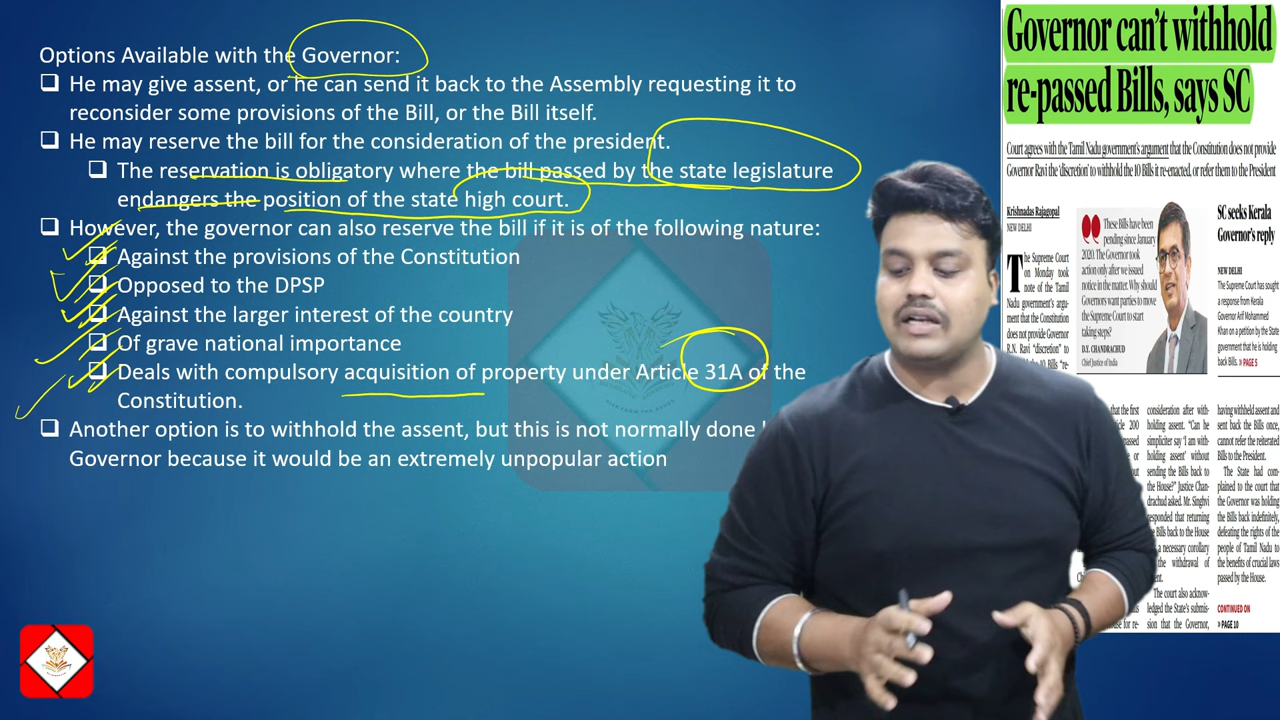 Options Available with the Governor:
❑ He may give assent, or he can send it back to the Assembly requesting it to
reconsider some provisions of the Bill, or the Bill itself.
❑ He may reserve the bill for the consideration of the president.
❑ The reservation is obligatory where the bill passed by the state legislature
endangers the position of the state high court.
❑ However, the governor can also reserve the bill if it is of the following nature:
❑ Against the provisions of the Constitution
❑ Opposed to the DPSP
❑ Against the larger interest of the country
❑ Of grave national importance
❑ Deals with compulsory acqusition of property under Article 31A of the
Constitution.
❑ Another option is to withhold the assent, but this is not normally done
Governor because it would be an extremely unpopular action
Governor can't withhold
re-passed Bills, says SC
Court agrees with the Tamil Nadu government's argument that the Constitution does not provide
Governor Ravi the 'discretion' to withhold the 10 Bills it re-enacted, or refer them to the President
Krishnadas Rajagopal
NEW DELHI
The Supreme Court
on Monday took
note of the Tamil
Nadu government's argu-
ment that the Constitution
does not provide Governor
R.N. Ravi "discretion" to
10 Bills "re-
These Bills have been
pending since January
2020. The Governor took
action only after we issued
notice in the matter. Why should
Governors want parties to move
the Supreme Court to start
taking steps?
D.Y. CHANDRACHUD
Chief Justice of India
SC seeks Kerala
Governor's reply
NEW DELHI
The Supreme Court has sought
a response from Kerala
Governor Arif Mohammed
Khan on a petition by the State
government that he is holding
back Bills. » PAGE 5
that the first
consideration after with-
holding assent. "Can he
simpliciter say 'I am with-
holding assent' without
sending the Bills back to
the House?" Justice Chan-
drachud asked. Mr. Singhvi
responded that returning
Bills back to the House
a necessary corollary
the withdrawal of
The court also acknow-
ledged the State's submis-
sion that the Governor,
having withheld assent and
sent back the Bills once,
cannot refer the reiterated
Bills to the President.
The State had com-
plained to the court that
the Governor was holding
the Bills back indefinitely,
defeating the rights of the
people of Tamil Nadu to
the benefits of crucial laws
passed by the House.
CONTINUED ON
» PAGE 10